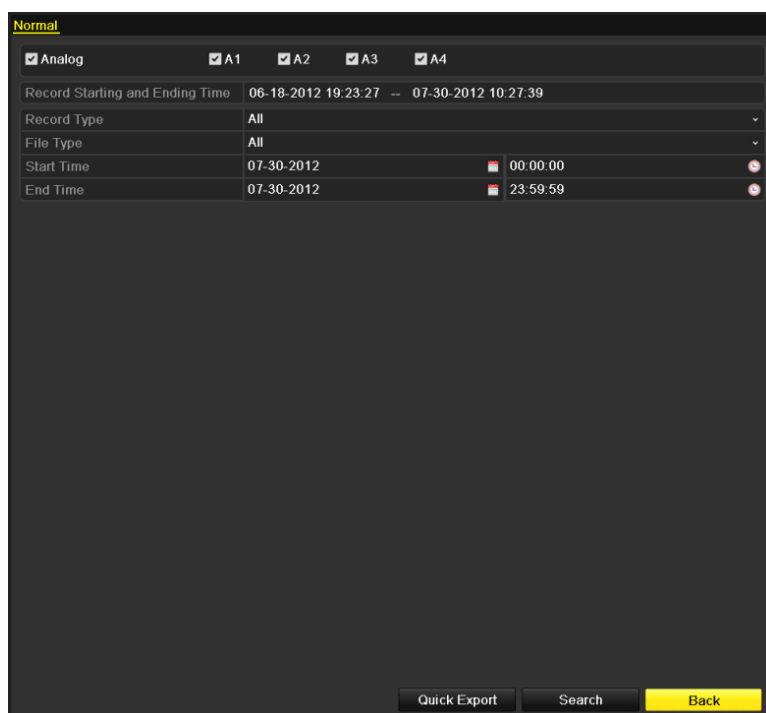 Normal
Analog A1 A2 A3 A4
Record Starting and Ending Time 06-18-2012 19:23:27 -- 07-30-2012 10:27:39
Record Type All
File Type All
Start Time 07-30-2012 00:00:00
End Time 07-30-2012 23:59:59
Quick Export Search Back